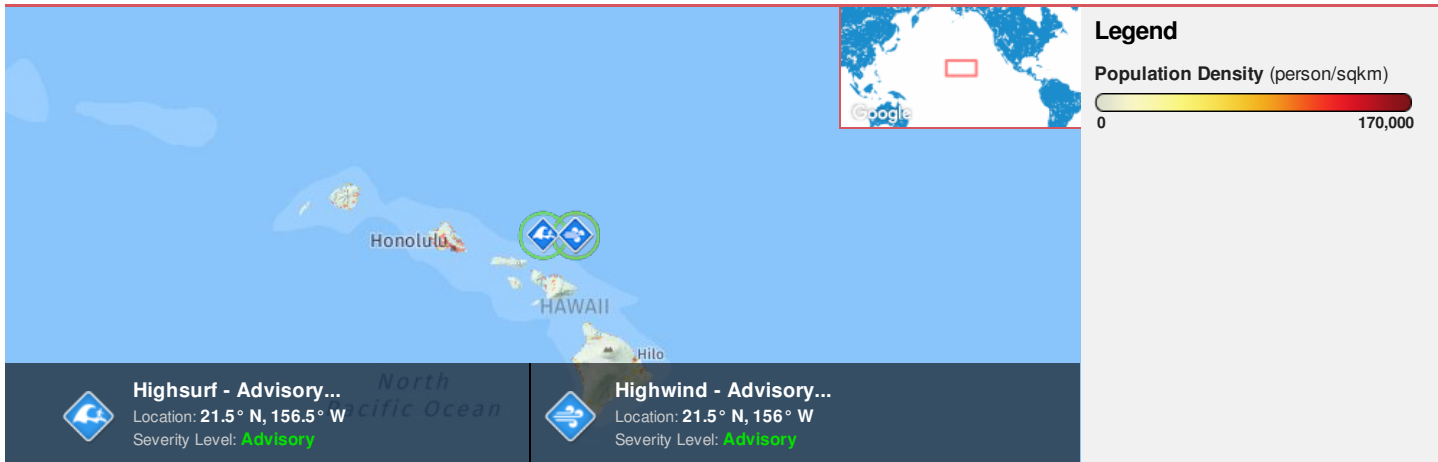 Google
Legend
Population Density (person/sqkm)
0 170,000
Honolulu
HAWAII
Hilo
North
Pacific Ocean
Highsurf - Advisory...
Location: 21.5° N, 156.5° W
Severity Level: Advisory
Highwind - Advisory...
Location: 21.5° N, 156° W
Severity Level: Advisory